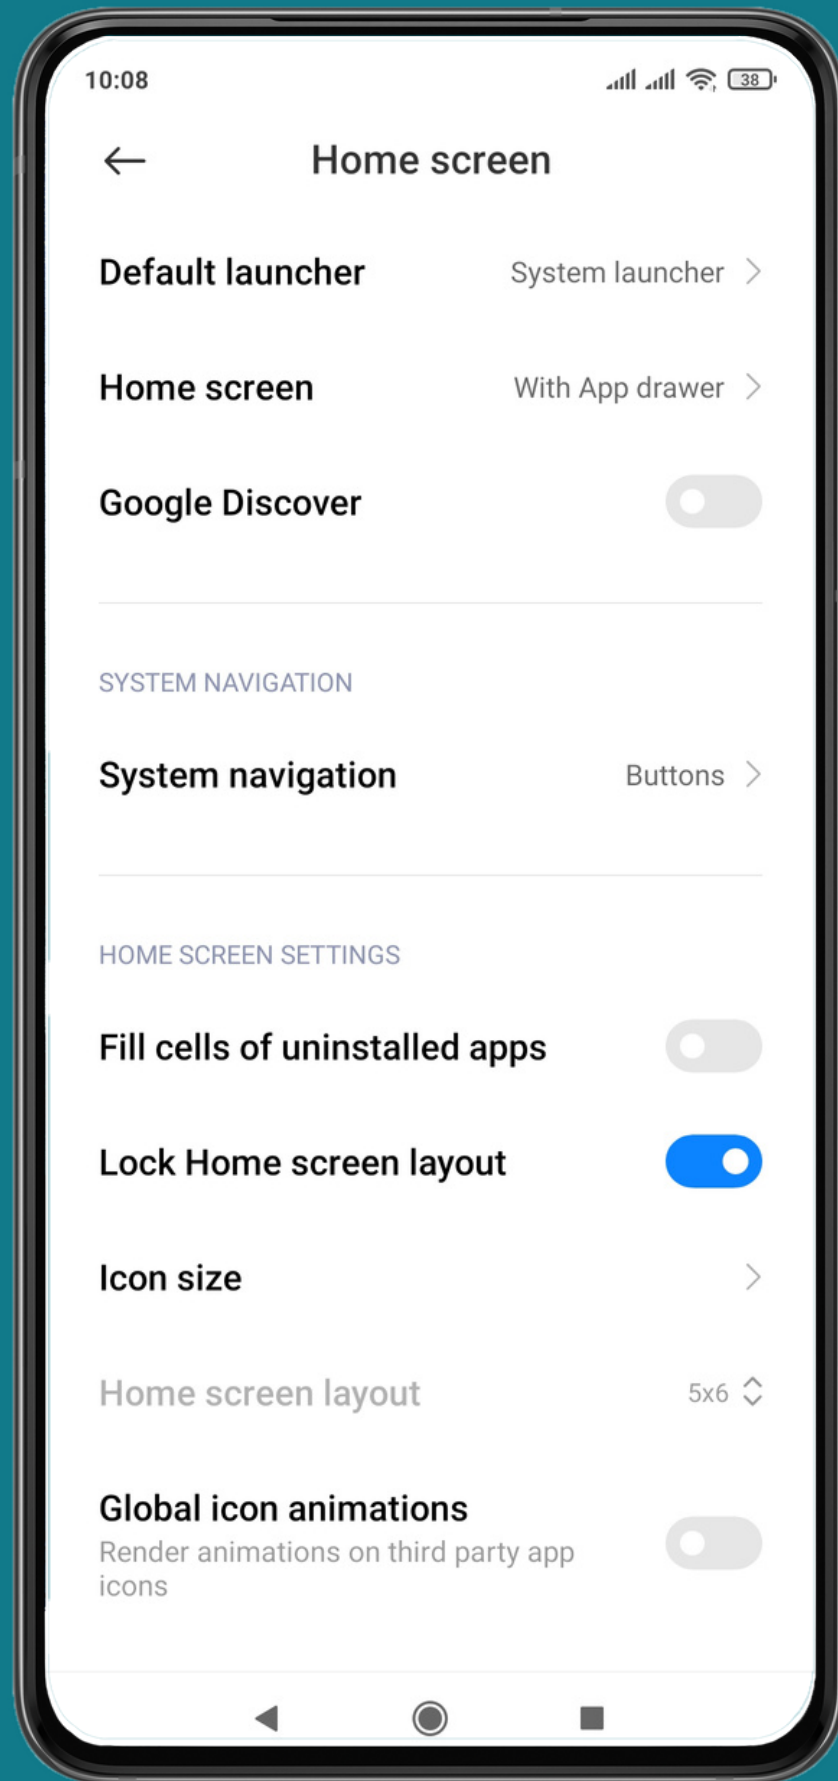 10:08
38
Home screen
Default launcher
System launcher
Home screen
With App drawer
Google Discover
SYSTEM NAVIGATION
System navigation
Buttons
HOME SCREEN SETTINGS
Fill cells of uninstalled apps
Lock Home screen layout
Icon size
Home screen layout
5x6
Global icon animations
Render animations on third party app
icons